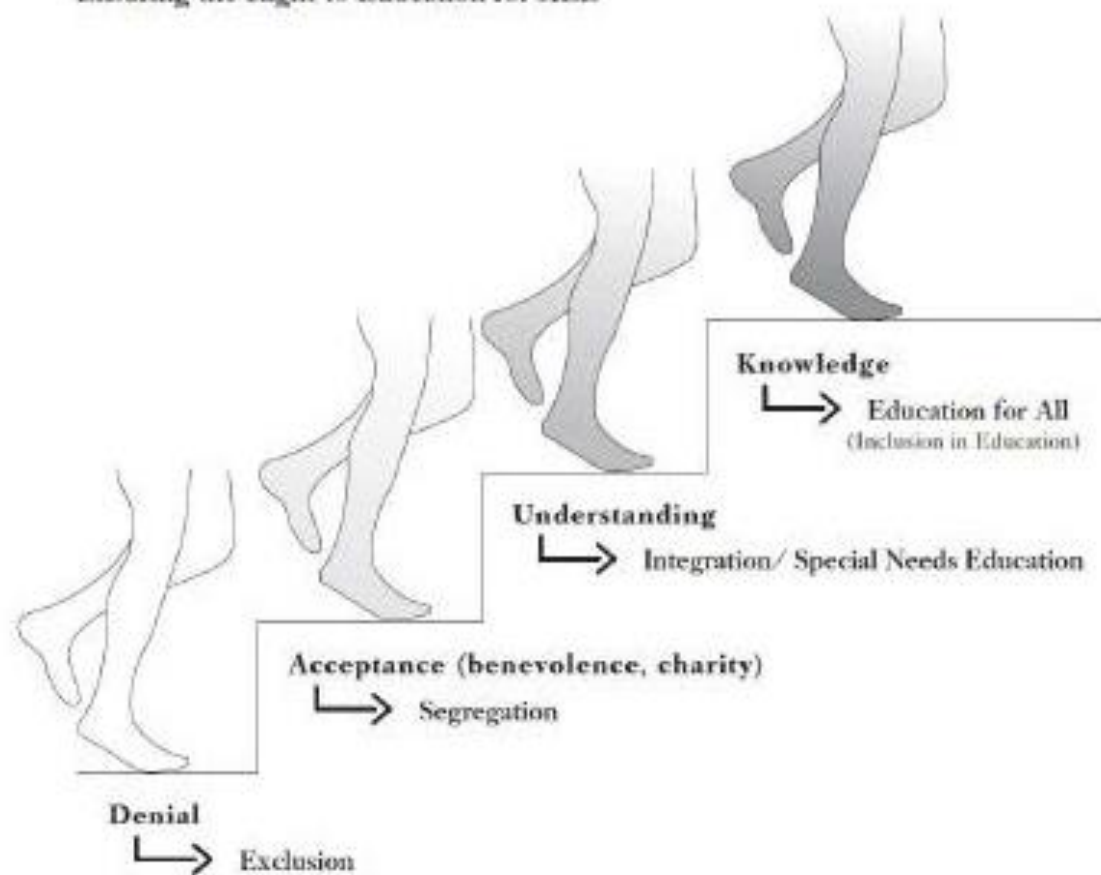 Knowledge
Education for All
(Inclusion in Education)
Understanding
Integration/ Special Needs Education
Acceptance (benevolence, charity)
Segregation
Denial
Exclusion